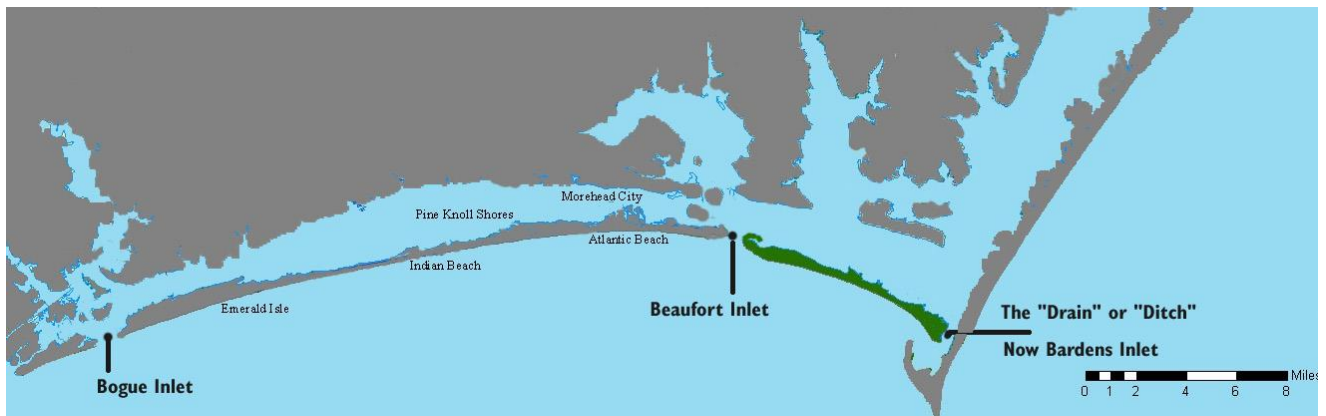 Morehead City
Pine Knoll Shores
Atlantic Beach
Indian Beach
Emerald Isle
Beaufort Inlet
The "Drain" or "Ditch"
Now Bardens Inlet
Bogue Inlet
Miles
0 1 2 4 6 8